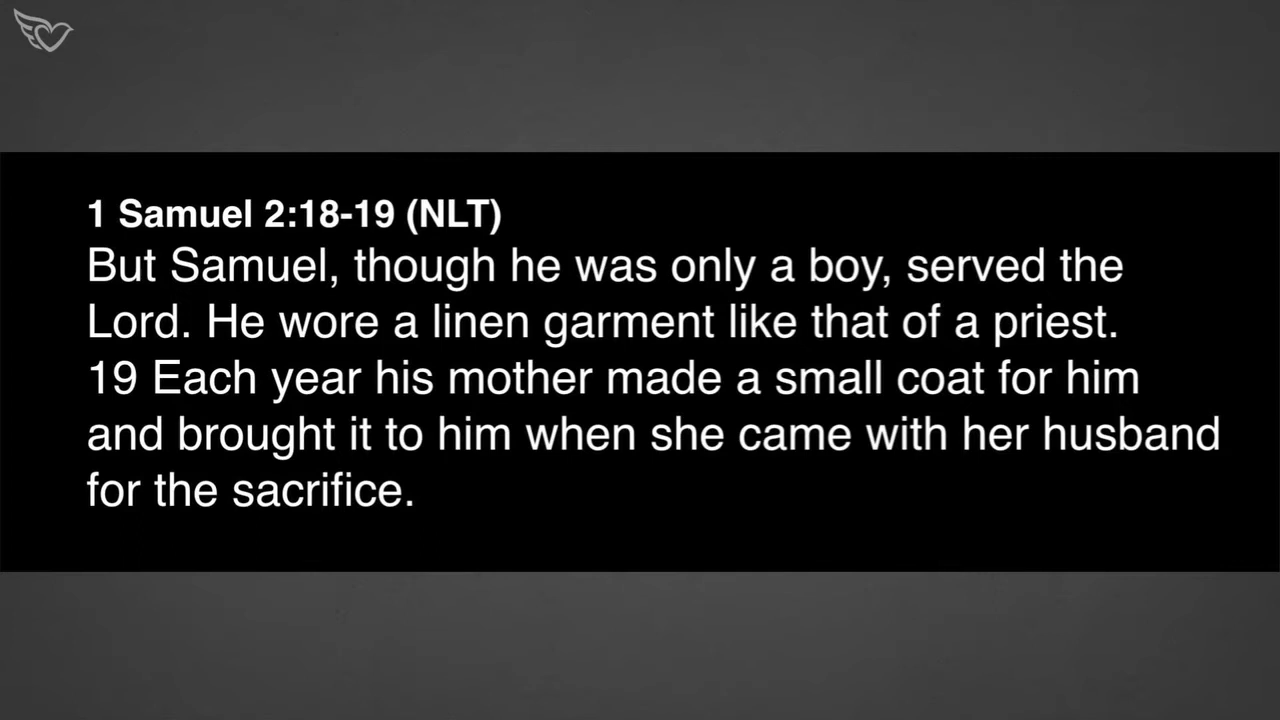 1 Samuel 2:18-19 (NLT)
But Samuel, though he was only a boy, served the
Lord. He wore a linen garment like that of a priest.
19 Each year his mother made a small coat for him
and brought it to him when she came with her husband
for the sacrifice.